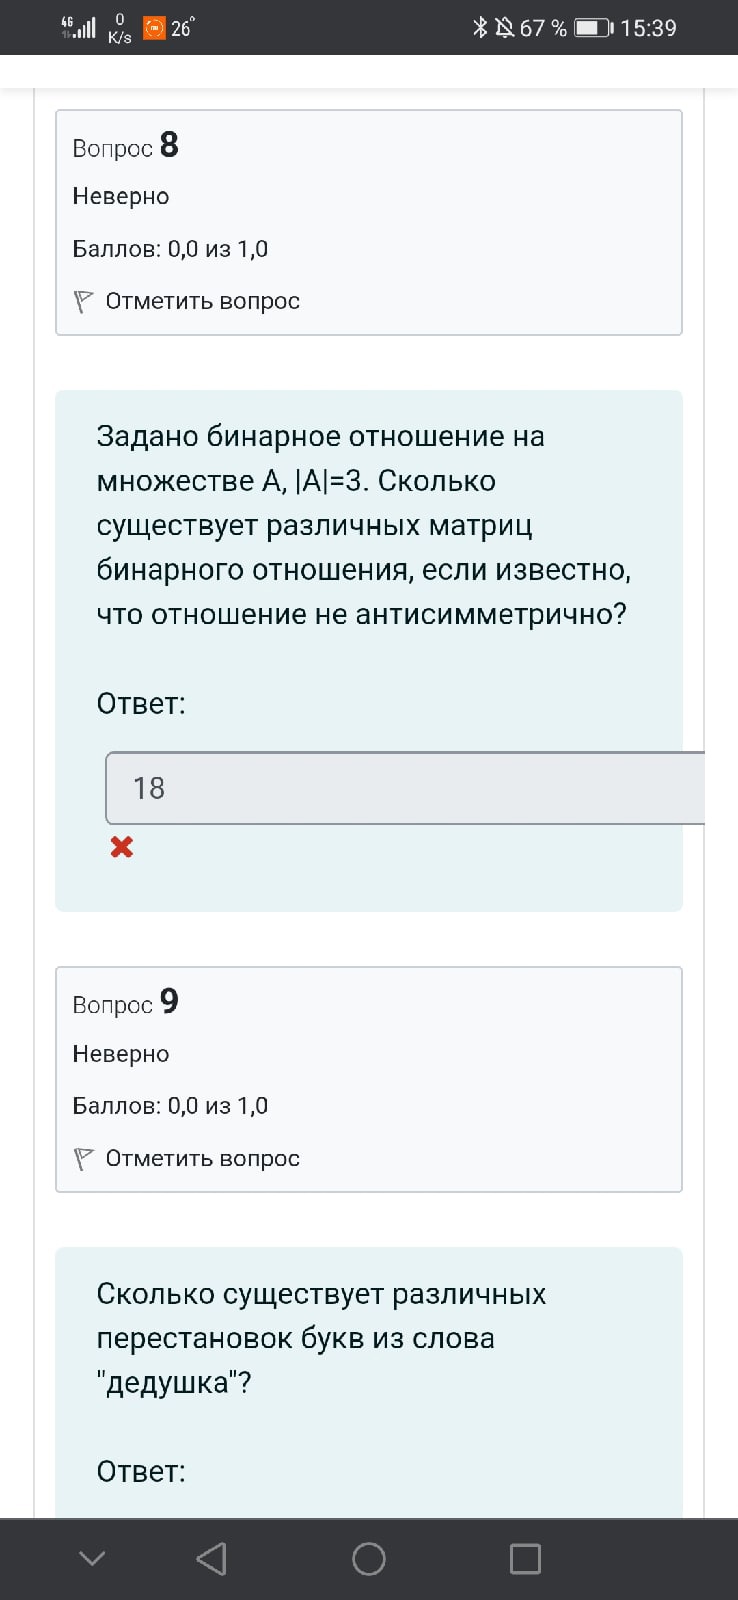 4G
0
K/s
26°
67 %
15:39
Вопрос 8
Неверно
Баллов: 0,0 из 1,0
Отметить вопрос
Задано бинарное отношение на
множестве A, |A|=3. Сколько
существует различных матриц
бинарного отношения, если известно,
что отношение не антисимметрично?
Ответ:
18
Вопрос 9
Неверно
Баллов: 0,0 из 1,0
Отметить вопрос
Сколько существует различных
перестановок букв из слова
"дедушка"?
Ответ: